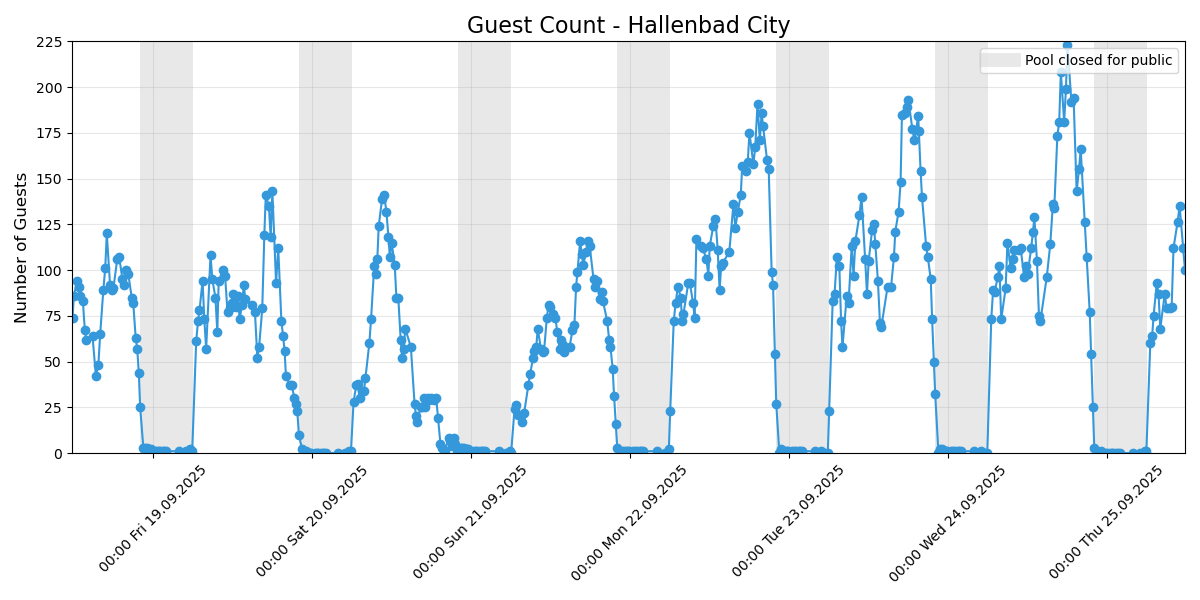 Guest Count - Hallenbad City
Number of Guests
225
200
175
150
125
100
75
50
25
0
Pool closed for public
00:00 Fri 19.09.2025
00:00 Sat 20.09.2025
00:00 Sun 21.09.2025
00:00 Mon 22.09.2025
00:00 Tue 23.09.2025
00:00 Wed 24.09.2025
00:00 Thu 25.09.2025